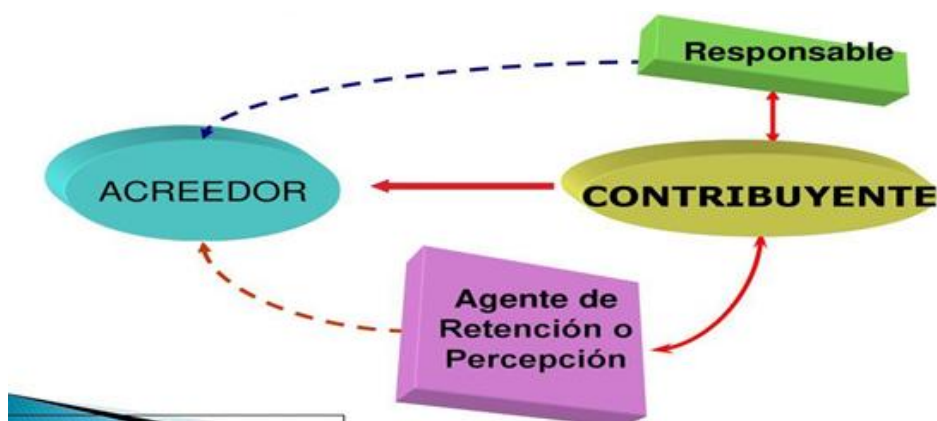 Responsable
ACREEDOR
CONTRIBUYENTE
Agente de
Retención o
Percepción